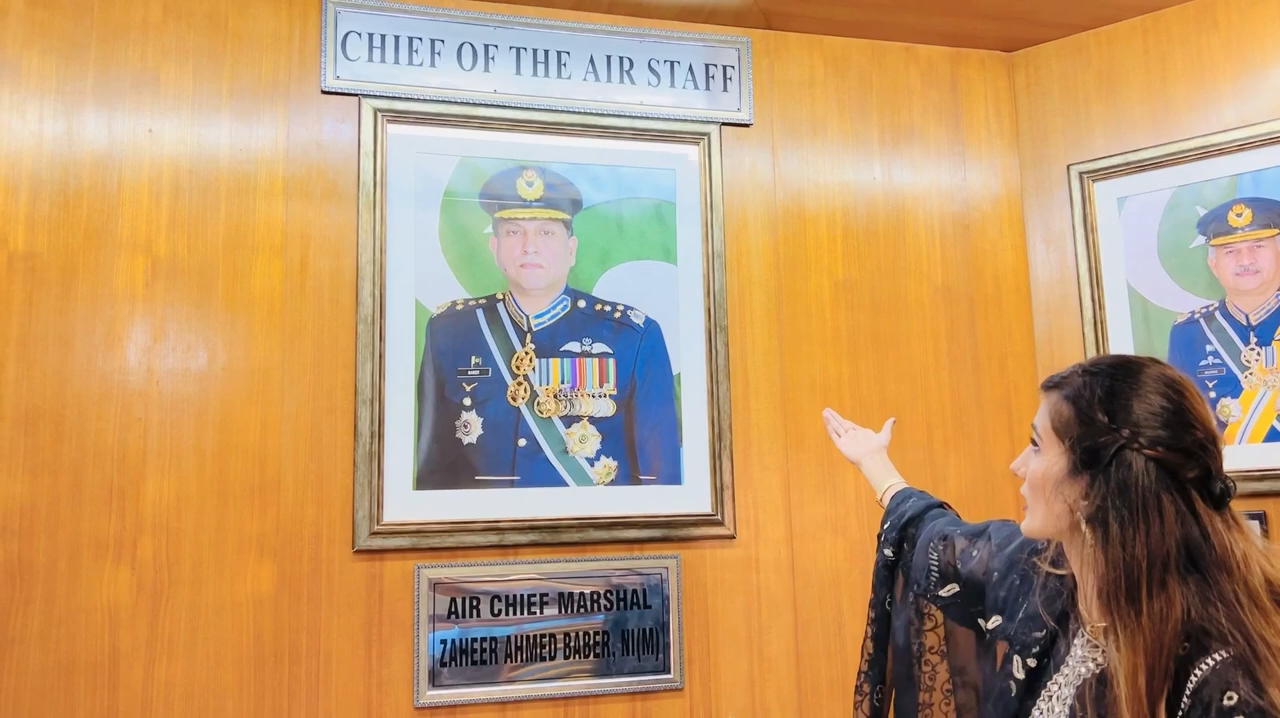 CHIEF OF THE AIR STAFF
AIR CHIEF MARSHAL
ZAHEER AHMED BABER, NI(M)